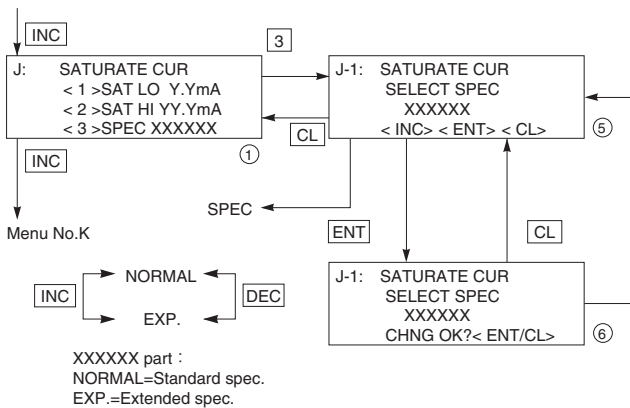 INC
3
J: SATURATE CUR
< 1 >SAT LO Y.YmA
< 2 >SAT HI YY.YmA
< 3 >SPEC XXXXXX
①
CL
J-1: SATURATE CUR
SELECT SPEC
XXXXXX
< INC> < ENT> < CL>
⑤
INC
Menu No.K
SPEC
ENT
CL
INC
NORMAL
EXP.
DEC
J-1: SATURATE CUR
SELECT SPEC
XXXXXX
CHNG OK?< ENT/CL>
⑥
XXXXXX part :
NORMAL=Standard spec.
EXP.=Extended spec.